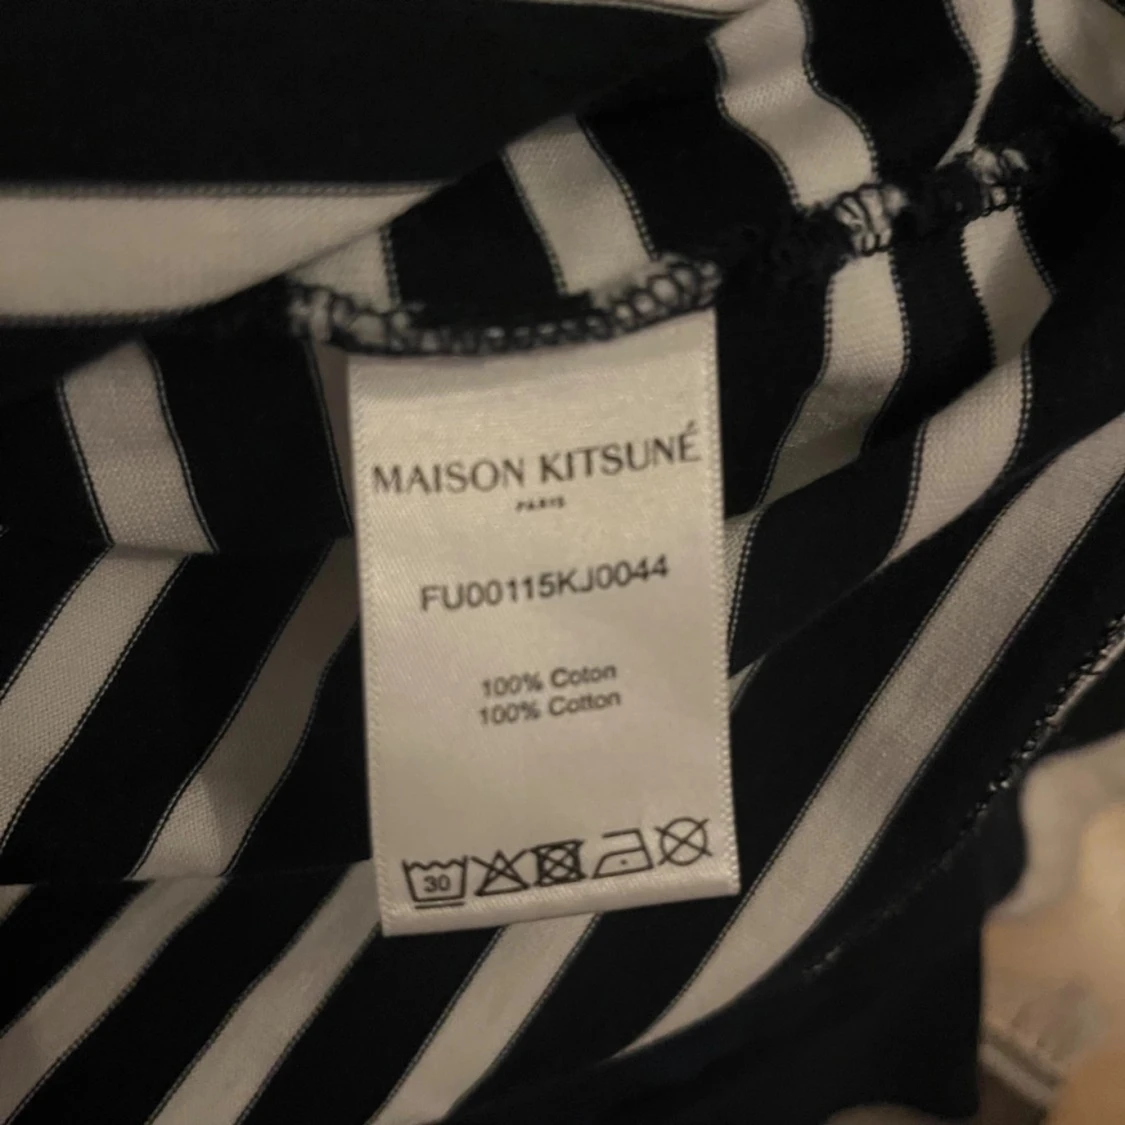 MAISON KITSUNÉ
PARIS
FU00115KJ0044
100% Coton
100% Cotton
30